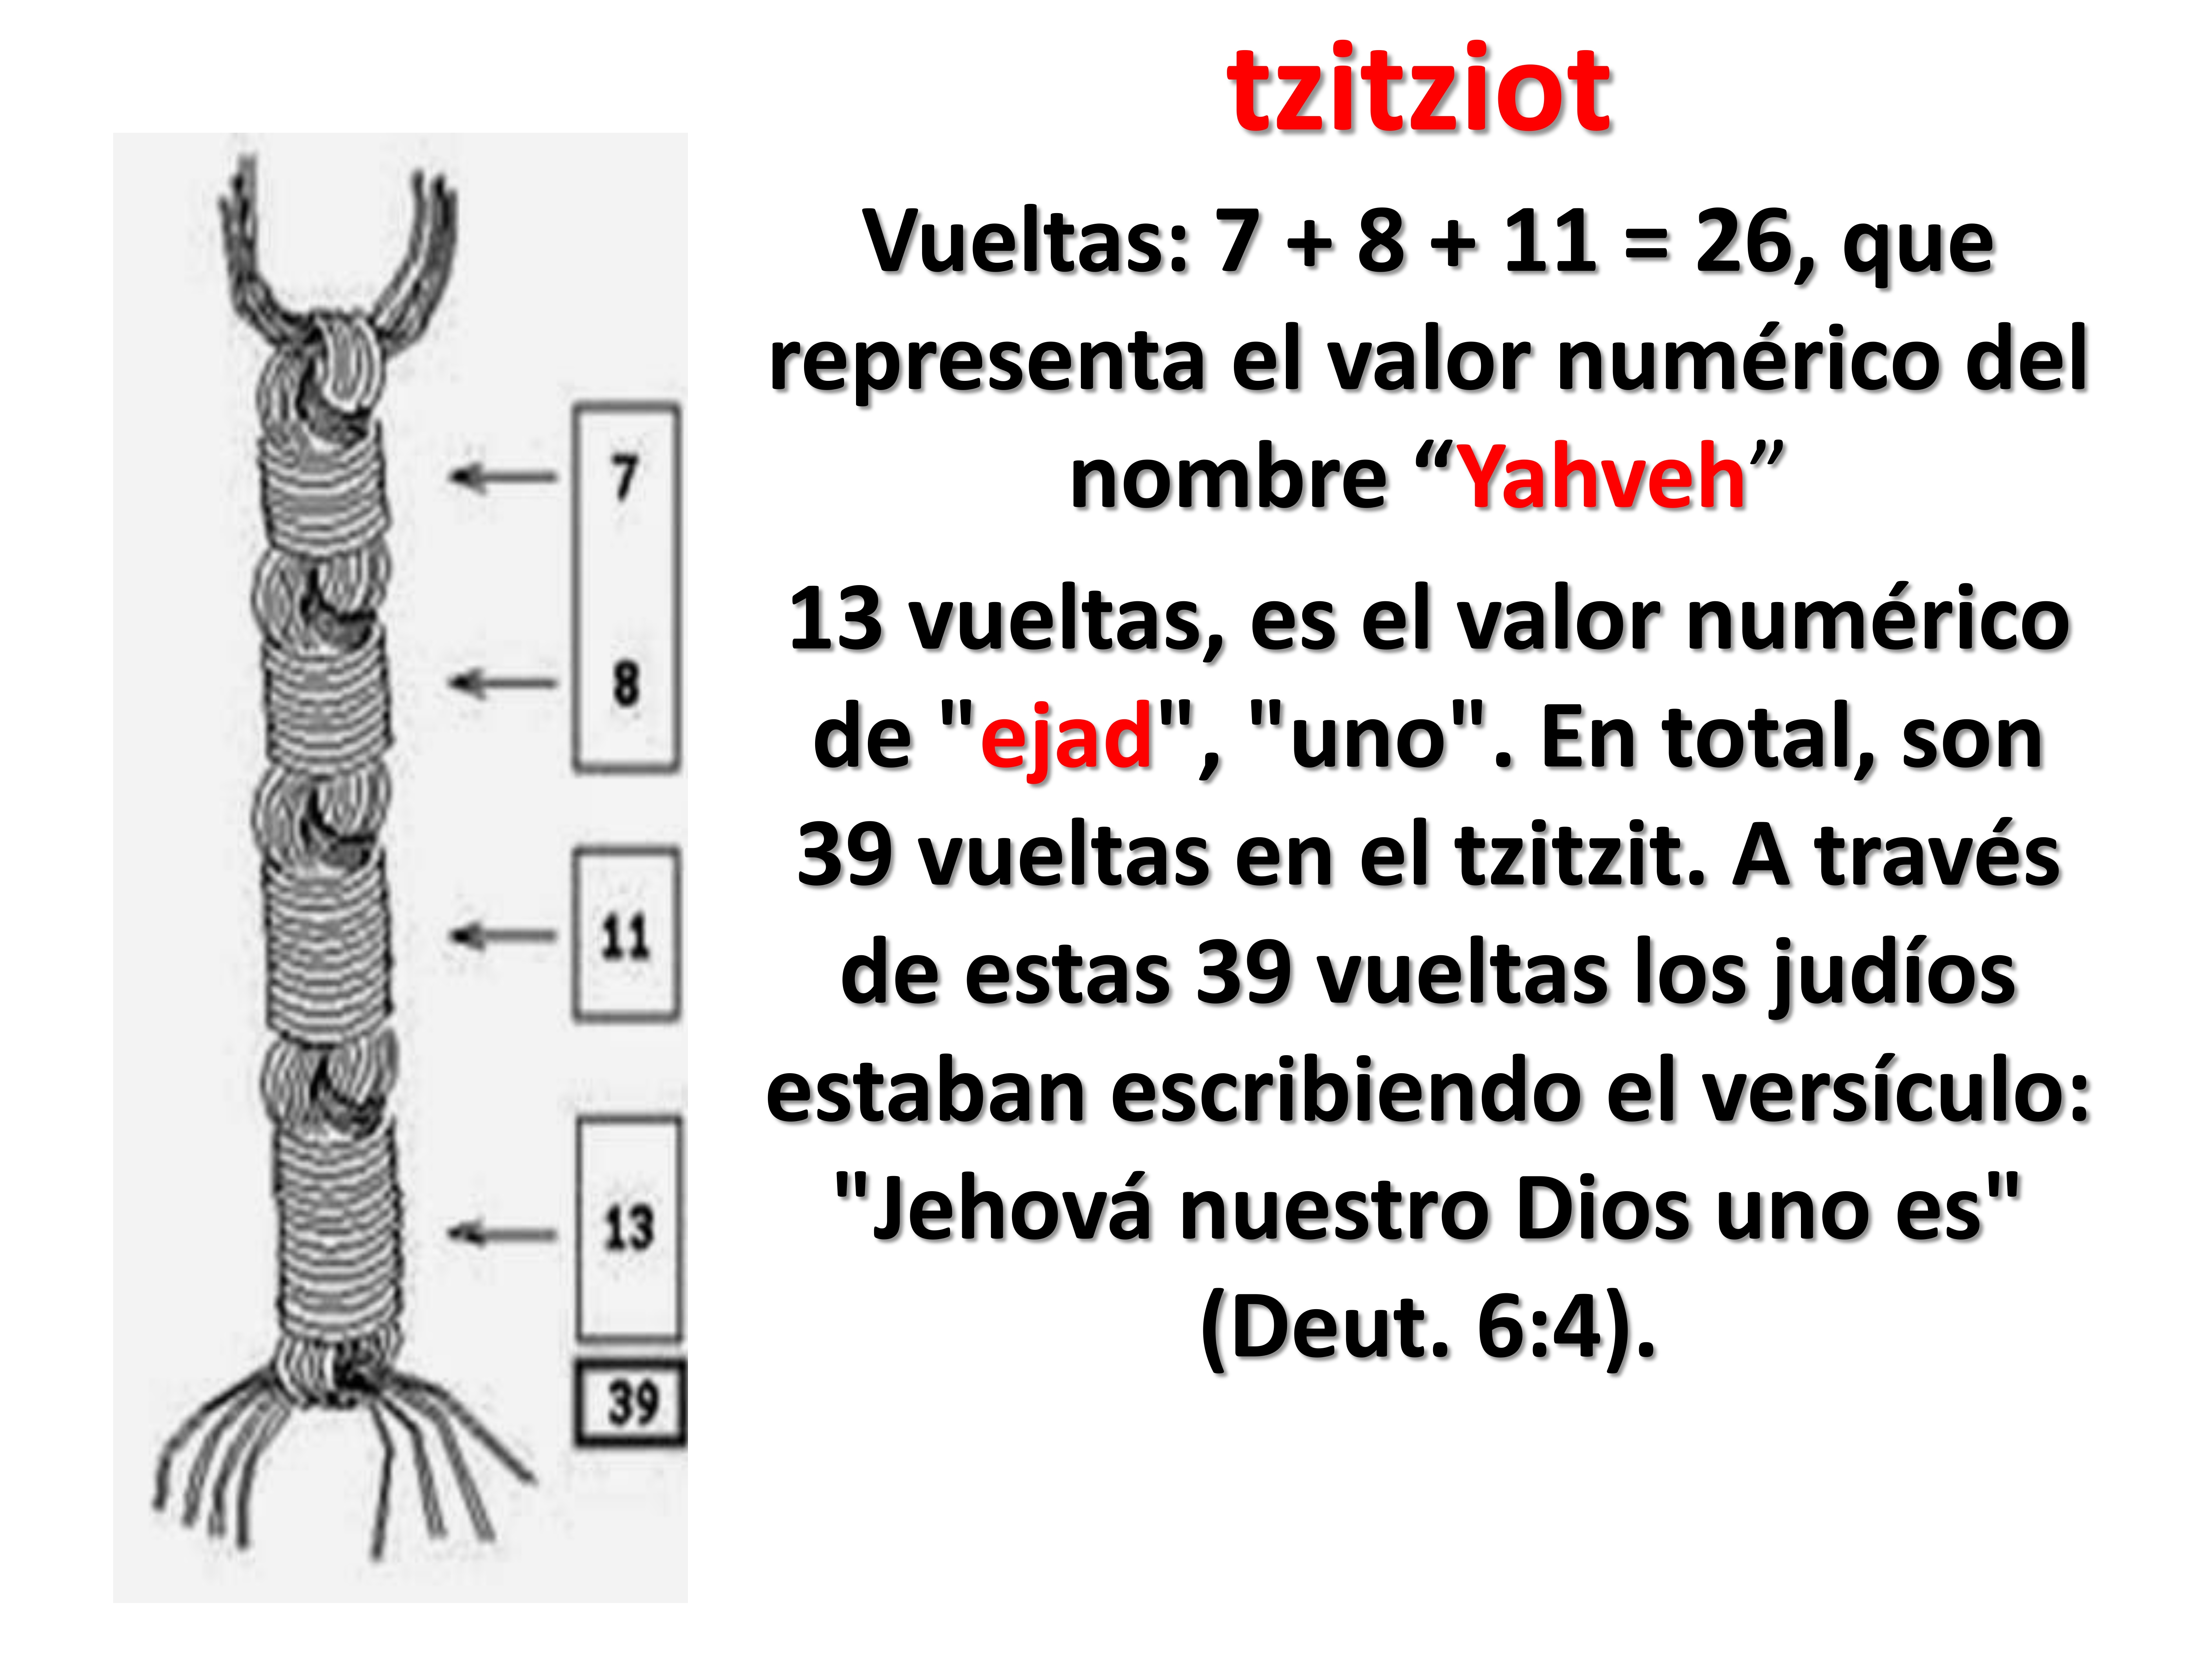 tzitziot
Vueltas: 7 + 8 + 11 = 26, que
representa el valor numérico del
nombre “Yahveh”
13 vueltas, es el valor numérico
de "ejad", "uno". En total, son
39 vueltas en el tzitzit. A través
de estas 39 vueltas los judíos
estaban escribiendo el versículo:
"Jehová nuestro Dios uno es"
(Deut. 6:4).
7
8
11
13
39